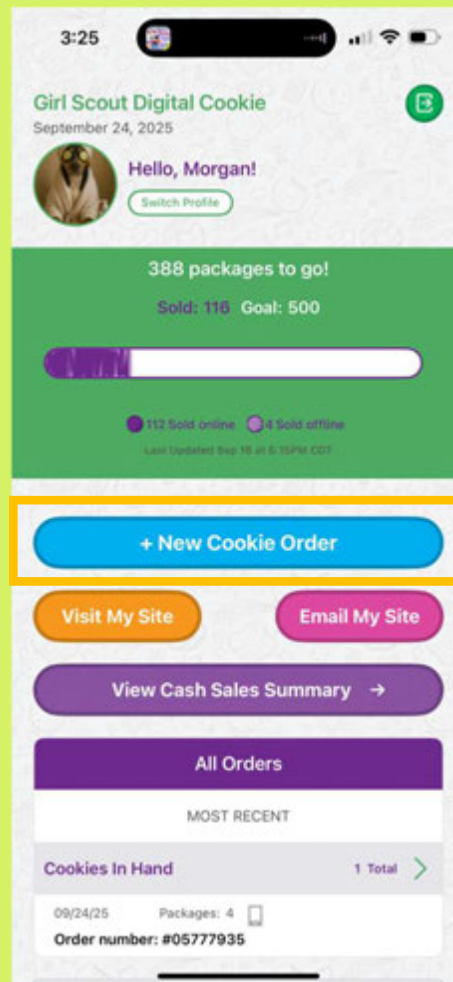 3:25
Girl Scout Digital Cookie
September 24, 2025
Hello, Morgan!
Switch Profile
388 packages to go!
Sold: 116 Goal: 500
112 Sold online 4 Sold offline
Last Updated Sep 16 at 6:15PM CDT
+ New Cookie Order
Visit My Site
Email My Site
View Cash Sales Summary →
All Orders
MOST RECENT
Cookies In Hand 1 Total
09/24/25 Packages: 4
Order number: #05777935